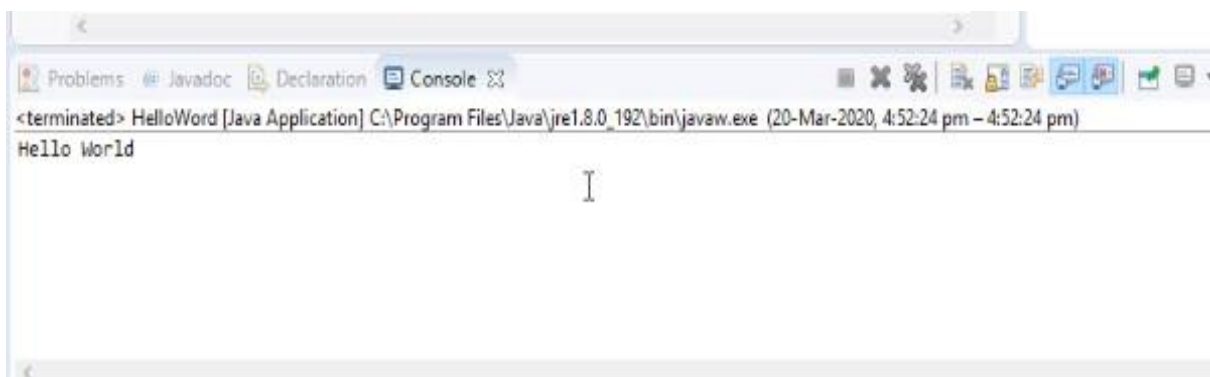 Problems @ Javadoc Declaration Console
<terminated> HelloWord [Java Application] C:\Program Files\Java\jre1.8.0_192\bin\javaw.exe (20-Mar-2020, 4:52:24 pm – 4:52:24 pm)
Hello World